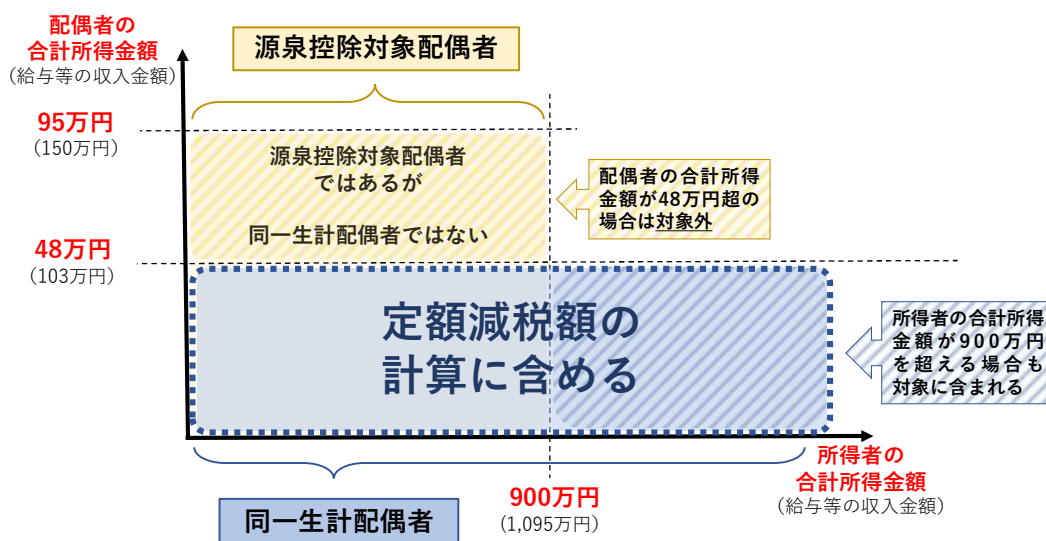 配偶者の
合計所得金額
(給与等の収入金額)
源泉控除対象配偶者
95万円
(150万円)
源泉控除対象配偶者
ではあるが
同一生計配偶者ではない
配偶者の合計所得
金額が48万円超の
場合は対象外
48万円
(103万円)
定額減税額の
計算に含める
所得者の合計所得
金額が900万円
を超える場合も
対象に含まれる
所得者の
合計所得金額
(給与等の収入金額)
900万円
(1,095万円)
同一生計配偶者